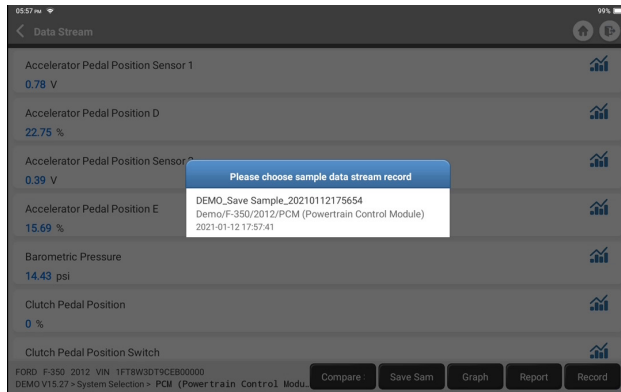 05:57 PM
99%
Data Stream
Accelerator Pedal Position Sensor 1
0.78 V
Accelerator Pedal Position D
22.75 %
Accelerator Pedal Position Sensor
0.39 V
Please choose sample data stream record
DEMO_Save Sample_20210112175654
Demo/F-350/2012/PCM (Powertrain Control Module)
2021-01-12 17:57:41
Accelerator Pedal Position E
15.69 %
Barometric Pressure
14.43 psi
Clutch Pedal Position
0 %
Clutch Pedal Position Switch
FORD F-350 2012 VIN 1FT8W3DT9CEB00000
DEMO V15.27 > System Selection > PCM (Powertrain Control Modu...
Compare
Save Sam
Graph
Report
Record